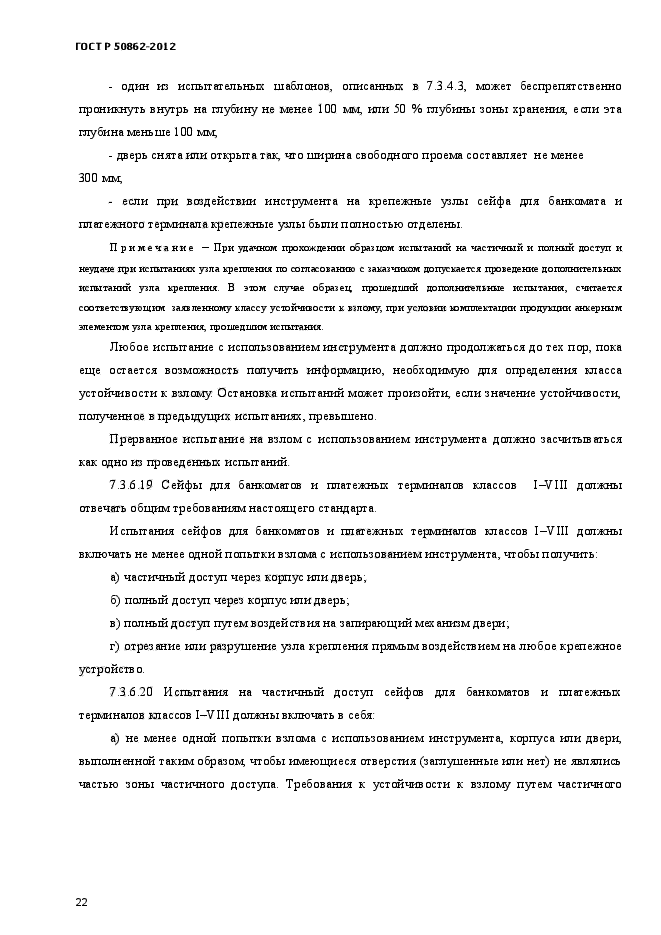 ГОСТ Р 50862-2012
- один из испытательных шаблонов, описанных в 7.3.4.3, может беспрепятственно
проникнуть внутрь на глубину не менее 100 мм, или 50 % глубины зоны хранения, если эта
глубина меньше 100 мм;
- дверь снята или открыта так, что ширина свободного проема составляет не менее
300 мм;
- если при воздействии инструмента на крепежные узлы сейфа для банкомата и
платежного терминала крепежные узлы были полностью отделены.
Примечание – При удачном прохождении образцом испытаний на частичный и полный доступ и
неудаче при испытаниях узла крепления по согласованию с заказчиком допускается проведение дополнительных
испытаний узла крепления. В этом случае образец, прошедший дополнительные испытания, считается
соответствующим заявленному классу устойчивости к взлому, при условии комплектации продукции анкерным
элементом узла крепления, прошедшим испытания.
Любое испытание с использованием инструмента должно продолжаться до тех пор, пока
еще остается возможность получить информацию, необходимую для определения класса
устойчивости к взлому. Остановка испытаний может произойти, если значение устойчивости,
полученное в предыдущих испытаниях, превышено.
Прерванное испытание на взлом с использованием инструмента должно засчитываться
как одно из проведенных испытаний.
7.3.6.19 Сейфы для банкоматов и платежных терминалов классов I–VIII должны
отвечать общим требованиям настоящего стандарта.
Испытания сейфов для банкоматов и платежных терминалов классов I–VIII должны
включать не менее одной попытки взлома с использованием инструмента, чтобы получить:
а) частичный доступ через корпус или дверь;
б) полный доступ через корпус или дверь;
в) полный доступ путем воздействия на запирающий механизм двери;
г) отрезание или разрушение узла крепления прямым воздействием на любое крепежное
устройство.
7.3.6.20 Испытания на частичный доступ сейфов для банкоматов и платежных
терминалов классов I–VIII должны включать в себя:
а) не менее одной попытки взлома с использованием инструмента, корпуса или двери,
выполненной таким образом, чтобы имеющиеся отверстия (заглушенные или нет) не являлись
частью зоны частичного доступа. Требования к устойчивости к взлому путем частичного
22